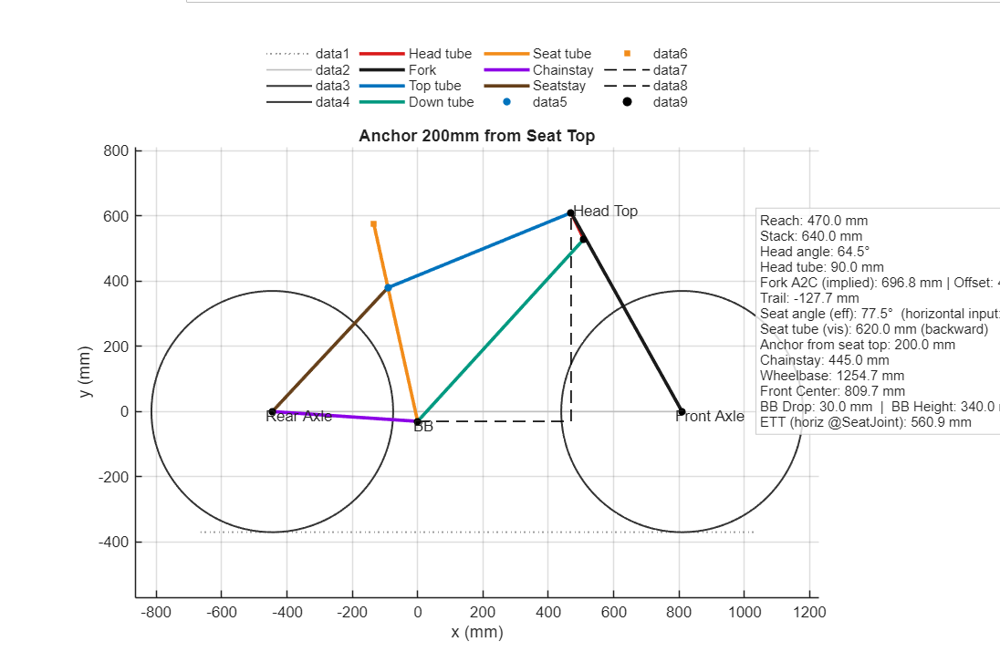 data1 Head tube Seat tube data6
data2 Fork Chainstay data7
data3 Top tube Seatstay data8
data4 Down tube data5 data9
Anchor 200mm from Seat Top
800
600
400
200
0
-200
-400
y (mm)
Head Top
Rear Axle
BB
Front Axle
Reach: 470.0 mm
Stack: 640.0 mm
Head angle: 64.5°
Head tube: 90.0 mm
Fork A2C (implied): 696.8 mm | Offset:
Trail: -127.7 mm
Seat angle (eff): 77.5° (horizontal input:
Seat tube (vis): 620.0 mm (backward)
Anchor from seat top: 200.0 mm
Chainstay: 445.0 mm
Wheelbase: 1254.7 mm
Front Center: 809.7 mm
BB Drop: 30.0 mm | BB Height: 340.0
ETT (horiz @SeatJoint): 560.9 mm
-800 -600 -400 -200 0 200 400 600 800 1000 1200
x (mm)